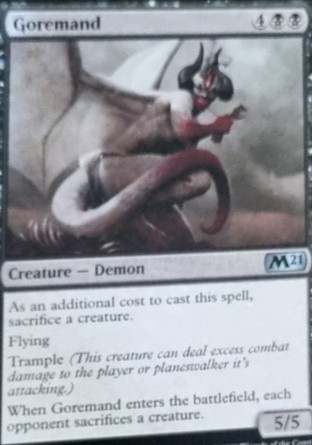 Goremand 4
Creature — Demon M21
As an additional cost to cast this spell,
sacrifice a creature.
Flying
Trample (This creature can deal excess combat
damage to the player or planeswalker it's
attacking.)
When Goremand enters the battlefield, each
opponent sacrifices a creature.
5/5